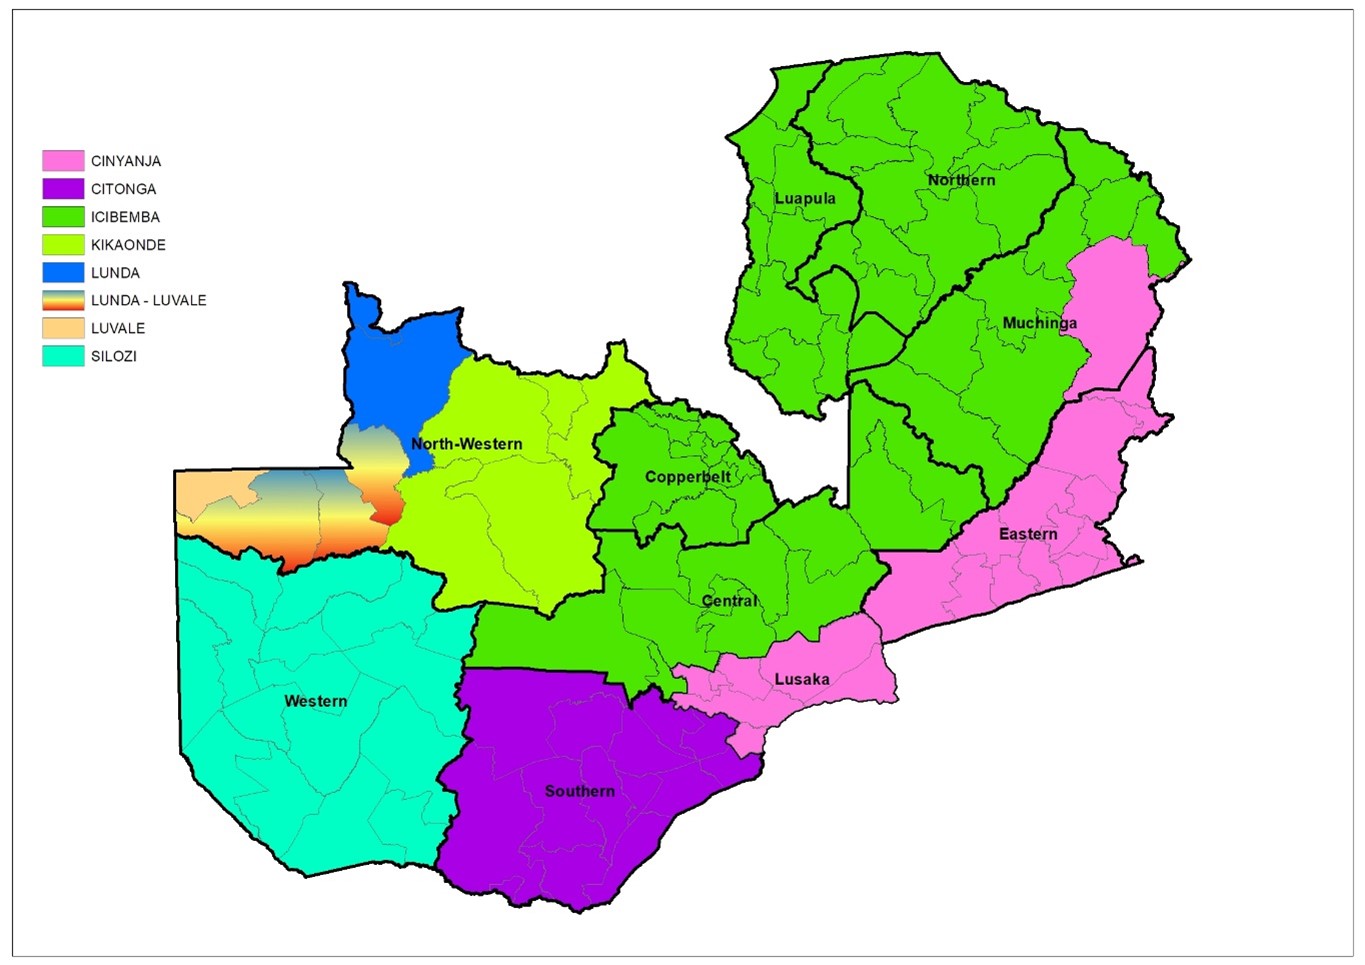 CINYANJA
CITONGA
ICIBEMBA
KIKAONDE
LUNDA
LUNDA - LUVALE
LUVALE
SILOZI
Northern
Luapula
Muchinga
North-Western
Copperbelt
Eastern
Central
Lusaka
Western
Southern